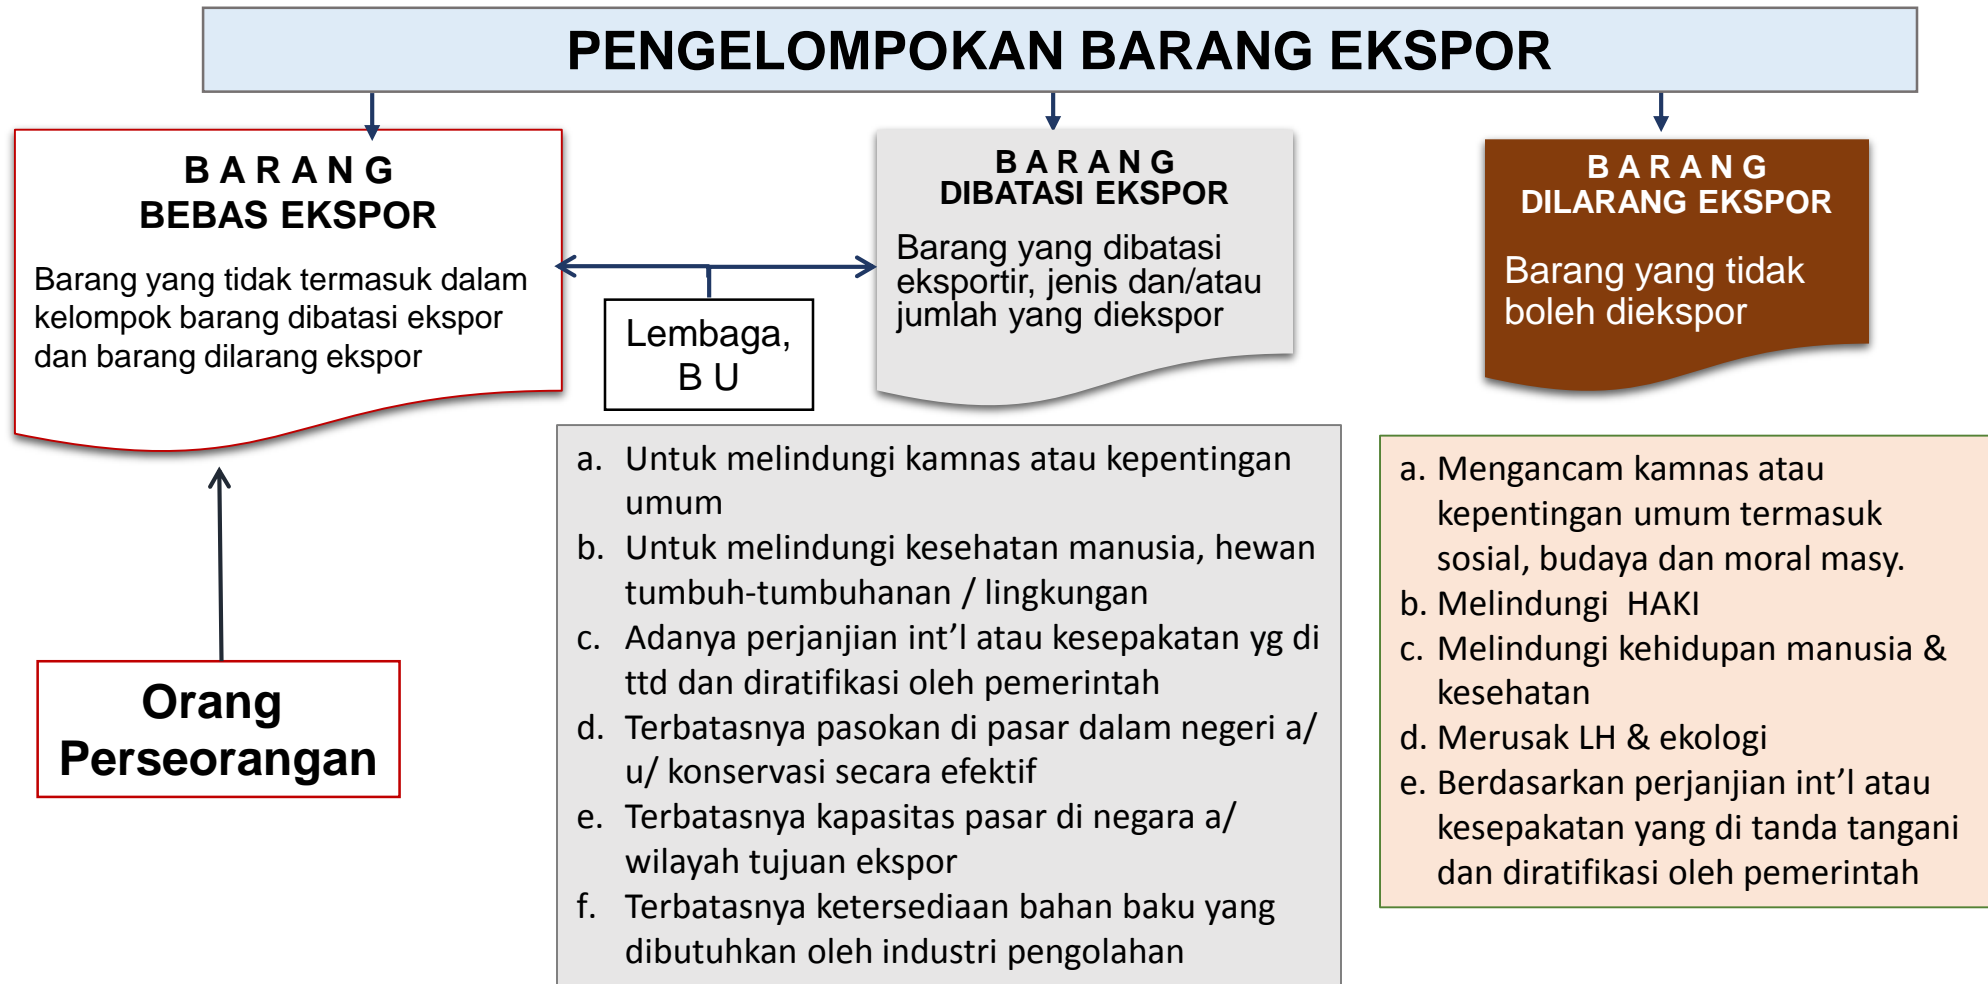 PENGELOMPOKAN BARANG EKSPOR
B A R A N G
BEBAS EKSPOR
Barang yang tidak termasuk dalam
kelompok barang dibatasi ekspor
dan barang dilarang ekspor
Lembaga,
B U
B A R A N G
DIBATASI EKSPOR
Barang yang dibatasi
eksportir, jenis dan/atau
jumlah yang diekspor
B A R A N G
DILARANG EKSPOR
Barang yang tidak
boleh diekspor
Orang
Perseorangan
a. Untuk melindungi kamnas atau kepentingan
umum
b. Untuk melindungi kesehatan manusia, hewan
tumbuh-tumbuhanan / lingkungan
c. Adanya perjanjian int’l atau kesepakatan yg di
ttd dan diratifikasi oleh pemerintah
d. Terbatasnya pasokan di pasar dalam negeri a/
u/ konservasi secara efektif
e. Terbatasnya kapasitas pasar di negara a/
wilayah tujuan ekspor
f. Terbatasnya ketersediaan bahan baku yang
dibutuhkan oleh industri pengolahan
a. Mengancam kamnas atau
kepentingan umum termasuk
sosial, budaya dan moral masy.
b. Melindungi HAKI
c. Melindungi kehidupan manusia &
kesehatan
d. Merusak LH & ekologi
e. Berdasarkan perjanjian int’l atau
kesepakatan yang di tanda tangani
dan diratifikasi oleh pemerintah